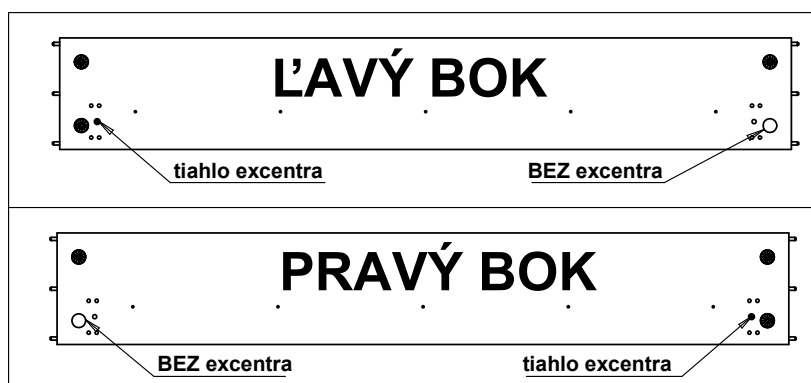 ĽAVÝ BOK
tiahlo excentra
BEZ excentra
PRAVÝ BOK
BEZ excentra
tiahlo excentra